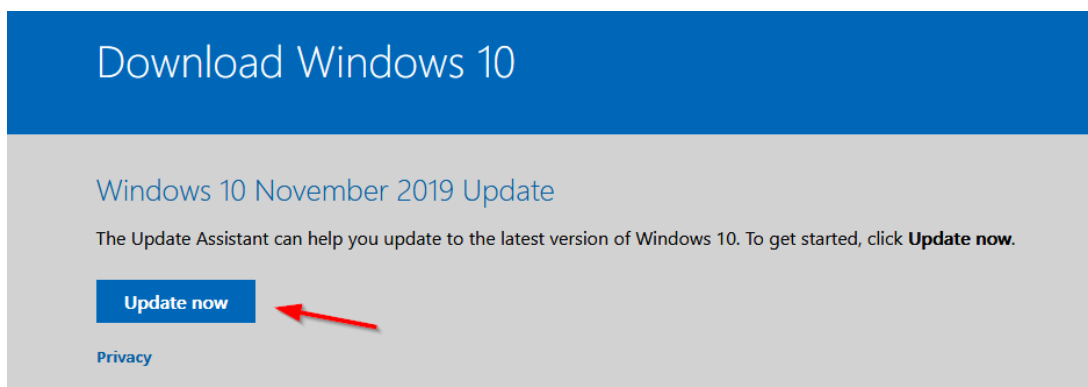 Download Windows 10
Windows 10 November 2019 Update
The Update Assistant can help you update to the latest version of Windows 10. To get started, click Update now.
Update now
Privacy